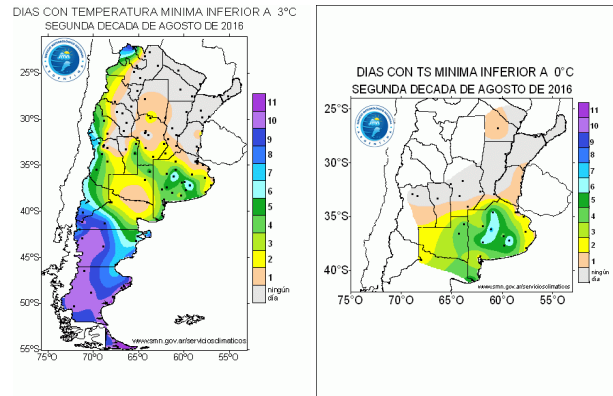 DIAS CON TEMPERATURA MINIMA INFERIOR A 3°C
SEGUNDA DECADA DE AGOSTO DE 2016
25°S
30°S
35°S
40°S
45°S
50°S
55°S
75°O 70°O 65°O 60°O 55°O
11
10
9
8
7
6
5
4
3
2
1
ningún
día
www.smn.gov.ar/serviciosclimaticos
DIAS CON TS MINIMA INFERIOR A 0°C
SEGUNDA DECADA DE AGOSTO DE 2016
25°S
30°S
35°S
40°S
75°O 70°O 65°O 60°O 55°O
11
10
9
8
7
6
5
4
3
2
1
ningún
día
www.smn.gov.ar/serviciosclimaticos